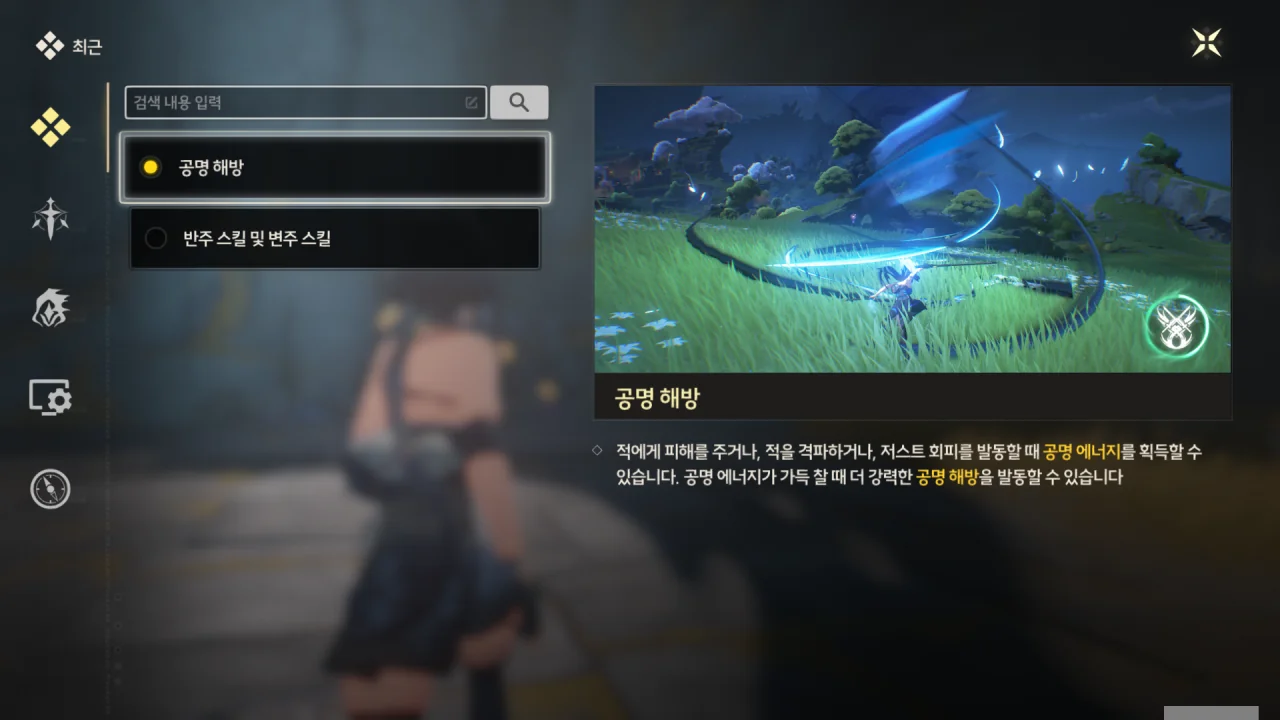 최근
검색 내용 입력
공명 해방
반주 스킬 및 변주 스킬
공명 해방
적에게 피해를 주거나, 적을 격파하거나, 저스트 회피를 발동할 때 공명 에너지를 획득할 수
있습니다. 공명 에너지가 가득 찰 때 더 강력한 공명 해방을 발동할 수 있습니다